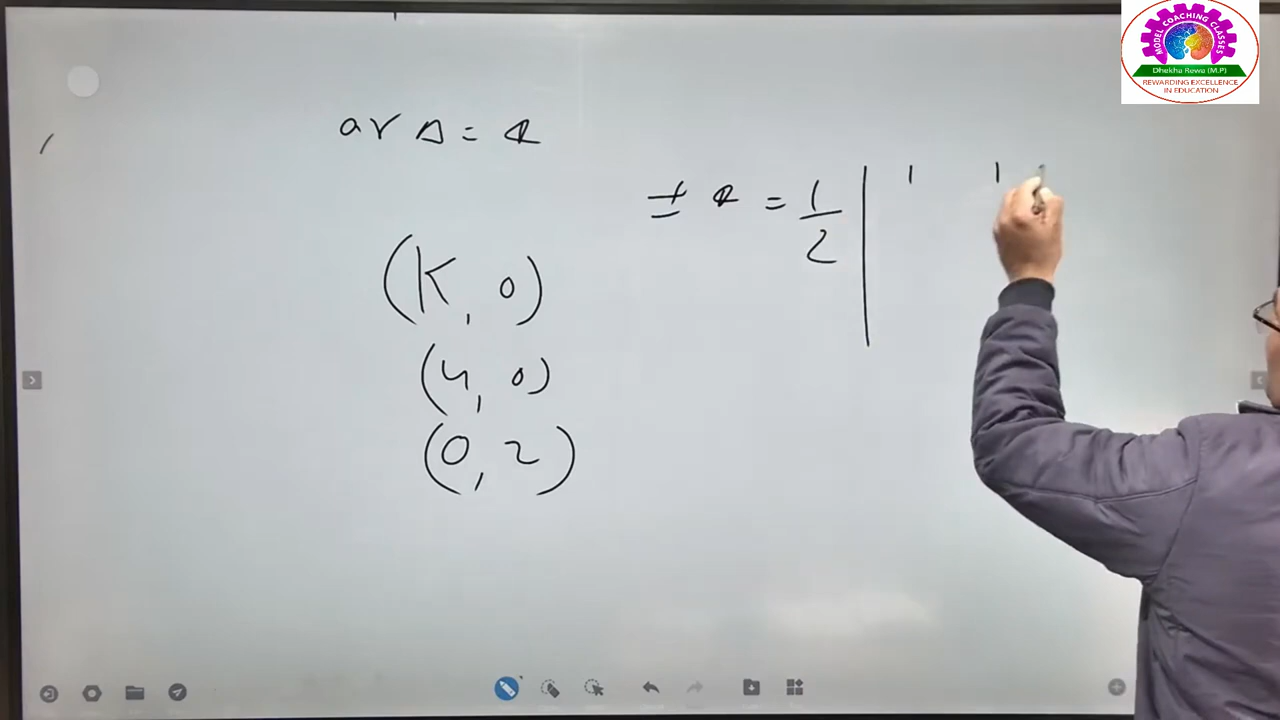 MODEL COACHING CLASSES
Dhekha Rewa (M.P)
REWARDING EXCELLENCE
IN EDUCATION
ar Δ = 4
± 4 = 1/2 | 1 1
(K, 0)
(4, 0)
(0, 2)